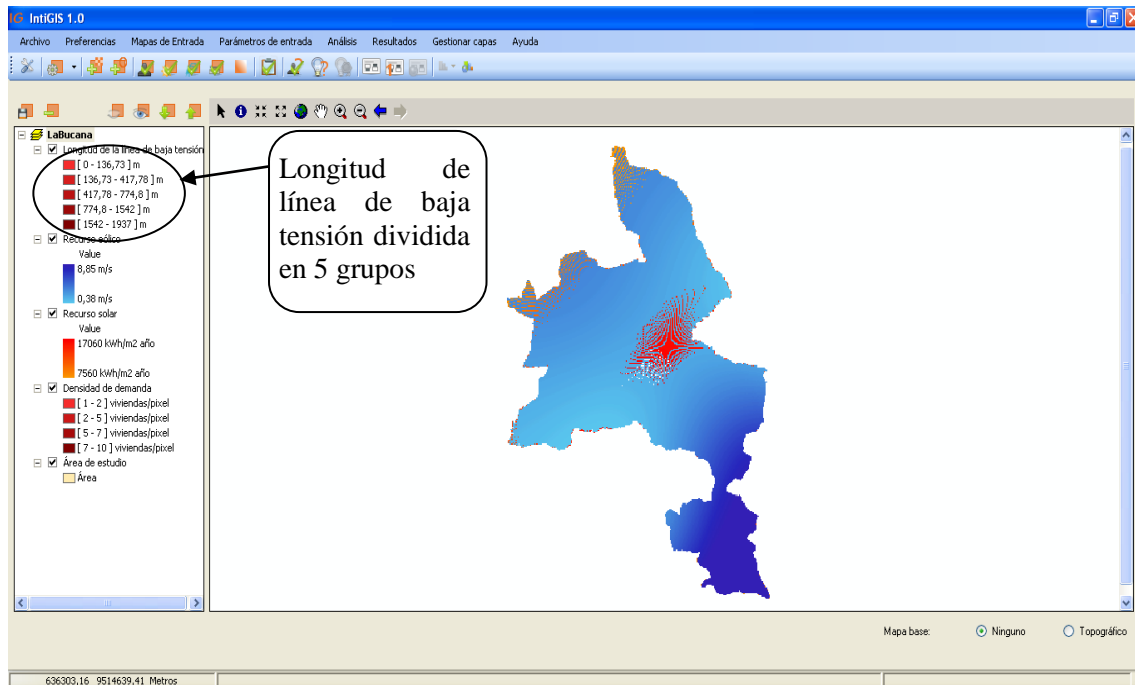 IntiGIS 1.0
Archivo Preferencias Mapas de Entrada Parámetros de entrada Análisis Resultados Gestionar capas Ayuda
LaBucana
Longitud de la línea de baja tensión
[ 0 - 136,73 ] m
[ 136,73 - 417,78 ] m
[ 417,78 - 774,8 ] m
[ 774,8 - 1542 ] m
[ 1542 - 1937 ] m
Recurso eólico
Value
8,85 m/s
0,38 m/s
Recurso solar
Value
17060 kWh/m2 año
7560 kWh/m2 año
Densidad de demanda
[ 1 - 2 ] viviendas/pixel
[ 2 - 5 ] viviendas/pixel
[ 5 - 7 ] viviendas/pixel
[ 7 - 10 ] viviendas/pixel
Área de estudio
Área
Longitud de
línea de baja
tensión dividida
en 5 grupos
Mapa base: Ninguno Topográfico
636303,16 9514639,41 Metros